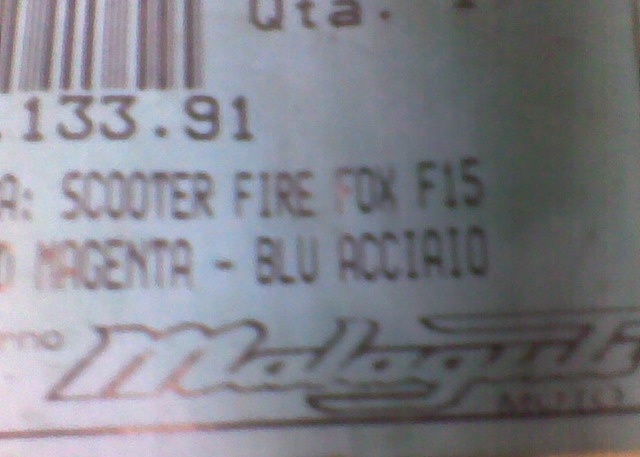 Qta.
.133.91
A: SCOOTER FIRE FOX F15
MAGENTA - BLU ACCIAIO
Malaguti